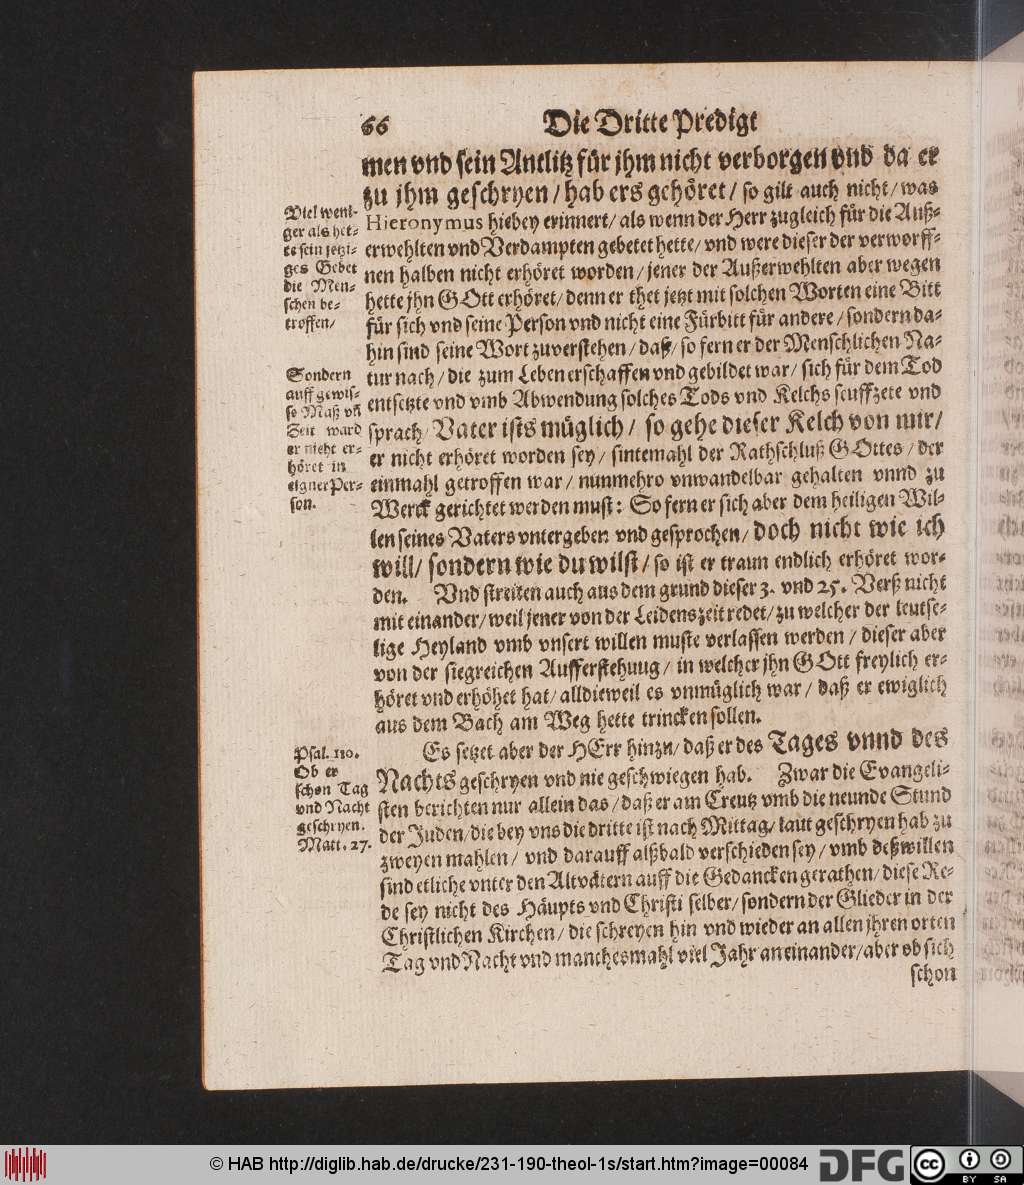 66 Die Dritte Predigt
men vnd sein Antlitz für jhm nicht verborgen vnd da er
zu jhm geschryen / hab ers gehöret / so gilt auch nicht / was
Hieronymus hiebey erinnert / als wenn der Herr zugleich für die Auß-
erwehlten vnd Verdampten gebetet hette / vnd were dieser der verworff-
nen halben nicht erhöret worden / jener der Außerwehlten aber wegen
hette jhn GOtt erhöret / denn er thet jetzt mit solchen Worten eine Bitt
für sich vnd seine Person vnd nicht eine Fürbitt für andere / sondern da-
hin sind seine Wort zuverstehen / daß / so fern er der Menschlichen Na-
tur nach / die zum Leben erschaffen vnd gebildet war / sich für dem Tod
entsetzte vnd vmb Abwendung solches Tods vnd Kelchs seuffzete vnd
sprach / Vater ists müglich / so gehe dieser Kelch von mir /
er nicht erhöret worden sey / sintemahl der Rathschluß GOttes / der
einmahl getroffen war / nunmehro vnwandelbar gehalten vnnd zu
Werck gerichtet werden must : So fern er sich aber dem heiligen Wil-
len seines Vaters vntergeben vnd gesprochen / doch nicht wie ich
will / sondern wie du wilst / so ist er traun endlich erhöret wor-
den. Vnd streiten auch aus dem grund dieser 3. vnd 25. Verß nicht
mit einander / weil jener von der Leidenszeit redet / zu welcher der leutse-
lige Heyland vmb vnsert willen muste verlassen werden / dieser aber
von der siegreichen Aufferstehuug / in welcher jhn GOtt freylich er-
höret vnd erhöhet hat / alldieweil es vnmüglich war / daß er ewiglich
aus dem Bach am Weg hette trincken sollen.
Es setzet aber der HErr hinzu / daß er des Tages vnnd des
Nachts geschryen vnd nie geschwiegen hab. Zwar die Evangeli-
sten berichten nur allein das / daß er am Creutz vmb die neunde Stund
der Juden / die bey vns die dritte ist nach Mittag / laut geschryen hab zu
zweyen mahlen / vnd darauff alßbald verschieden sey / vmb deßwillen
sind etliche vnter den Altvätern auff die Gedancken gerathen / diese Re-
de sey nicht des Häupts vnd Christi selber / sondern der Glieder in der
Christlichen Kirchen / die schreyen hin vnd wieder an allen jhren orten
Tag vnd Nacht vnd manchesmahl viel Jahr an einander / aber ob sich
schon
Viel weni-
ger als het-
te sein jetzi-
ges Gebet
die Men-
schen be-
troffen /
Sondern
auff gewis-
se Maß vñ
Zeit ward
er nicht er-
höret in
eigner Per-
son.
Psal. 110.
Ob er
schon Tag
vnd Nacht
geschryen.
Matt. 27.
© HAB http://diglib.hab.de/drucke/231-190-theol-1s/start.htm?image=00084
DFG
cc
BY SA